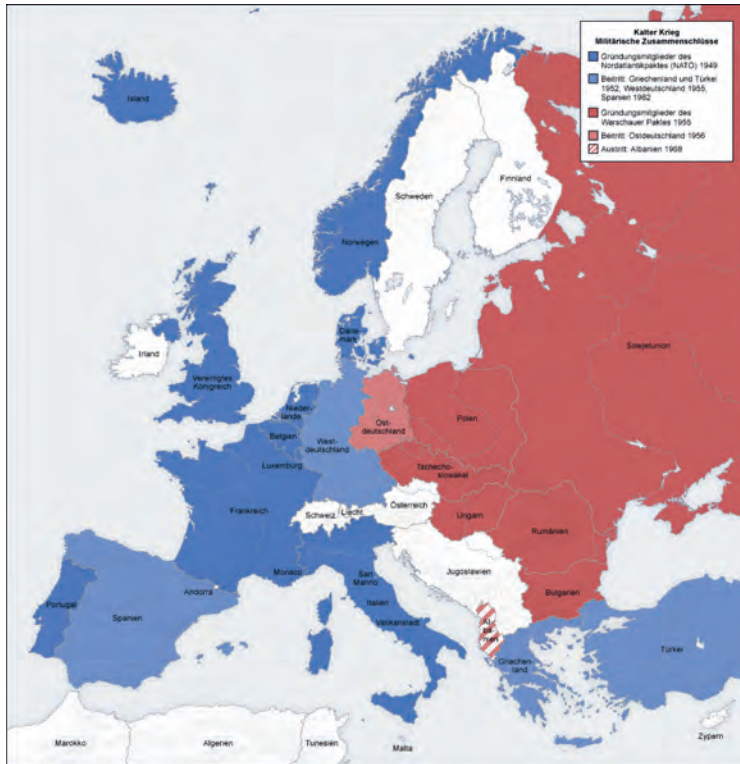 Kalter Krieg
Militärische Zusammenschlüsse
Gründungsmitglieder des
Nordatlantikpaktes (NATO) 1949
Beitritt: Griechenland und Türkei
1952, Westdeutschland 1955,
Spanien 1982
Gründungsmitglieder des
Warschauer Paktes 1955
Beitritt: Ostdeutschland 1956
Austritt: Albanien 1968
Island
Schweden
Finnland
Norwegen
Däne-
mark
Irland
Vereinigtes
Königreich
Sowjetunion
Nieder-
lande
Belgien
West-
deutschland
Ost-
deutschland
Polen
Luxemburg
Tschecho-
slowakei
Frankreich
Schweiz
Liecht.
Österreich
Ungarn
Rumänien
Jugoslawien
Monaco
San
Marino
Italien
Vatikanstadt
Bulgarien
Andorra
Portugal
Spanien
Al-
ba-
nien
Griechen-
land
Türkei
Marokko
Algerien
Tunesien
Malta
Zypern